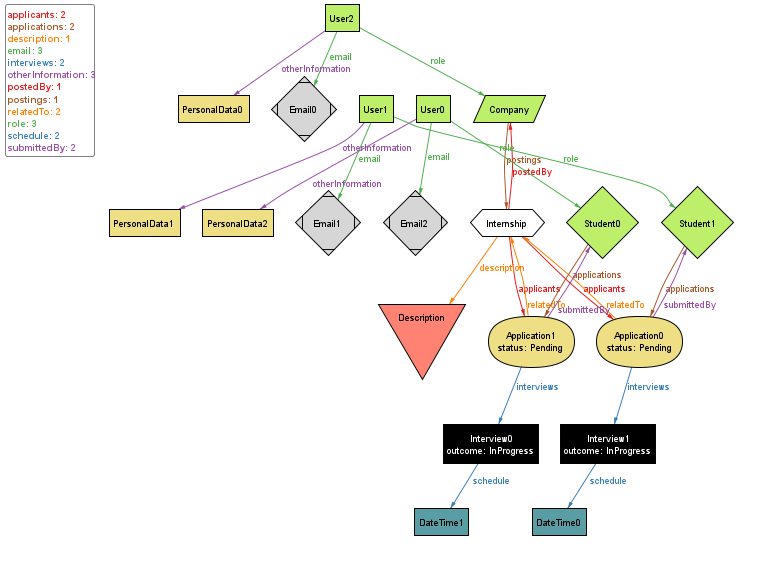 applicants: 2
applications: 2
description: 1
email: 3
interviews: 2
otherInformation: 3
postedBy: 1
postings: 1
relatedTo: 2
role: 3
schedule: 2
submittedBy: 2
User2
email
role
otherInformation
PersonalData0
Email0
User1
User0
Company
otherInformation
role
email
email
postings
role
postedBy
otherInformation
PersonalData1
PersonalData2
Email1
Email2
Internship
Student0
Student1
description
applications
applicants
applicants
applications
relatedTo
submittedBy
relatedTo
submittedBy
Description
Application1
status: Pending
Application0
status: Pending
interviews
interviews
Interview0
outcome: InProgress
Interview1
outcome: InProgress
schedule
schedule
DateTime1
DateTime0